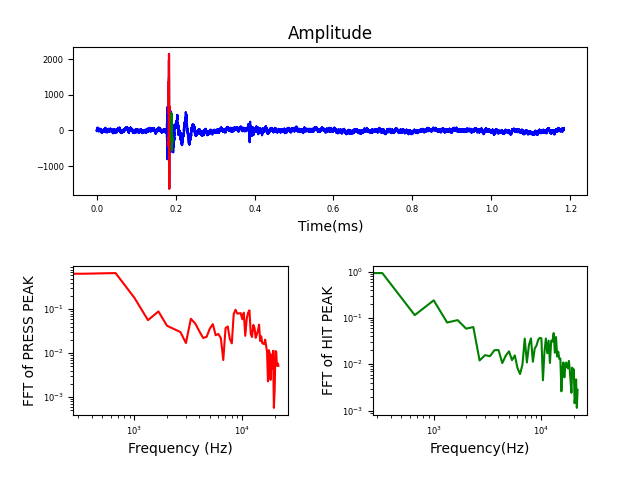 Amplitude
2000
1000
0
−1000
0.0 0.2 0.4 0.6 0.8 1.0 1.2
Time(ms)
FFT of PRESS PEAK
10⁻¹
10⁻²
10⁻³
10³ 10⁴
Frequency (Hz)
FFT of HIT PEAK
10⁰
10⁻¹
10⁻²
10⁻³
10³ 10⁴
Frequency(Hz)